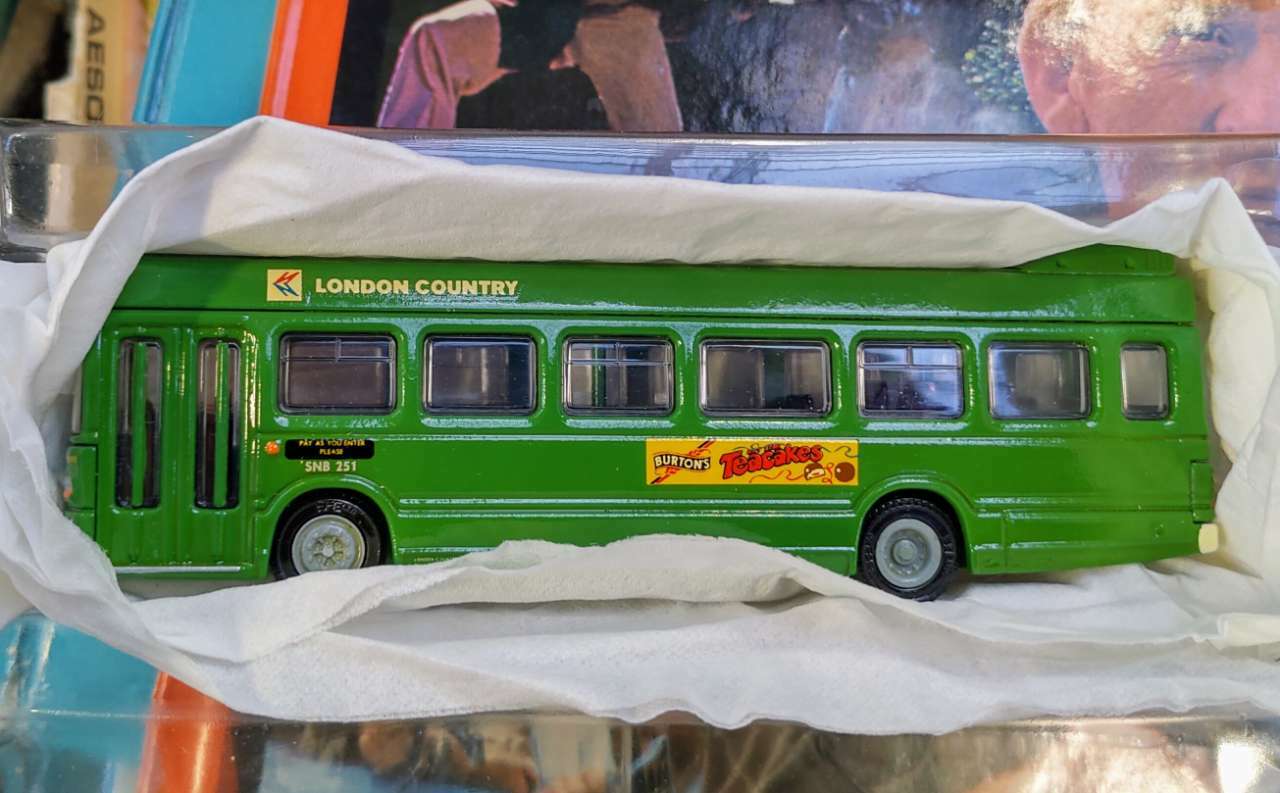 AESO
LONDON COUNTRY
PAY AS YOU ENTER
PLEASE
SNB 251
BURTON'S
TEACAKES